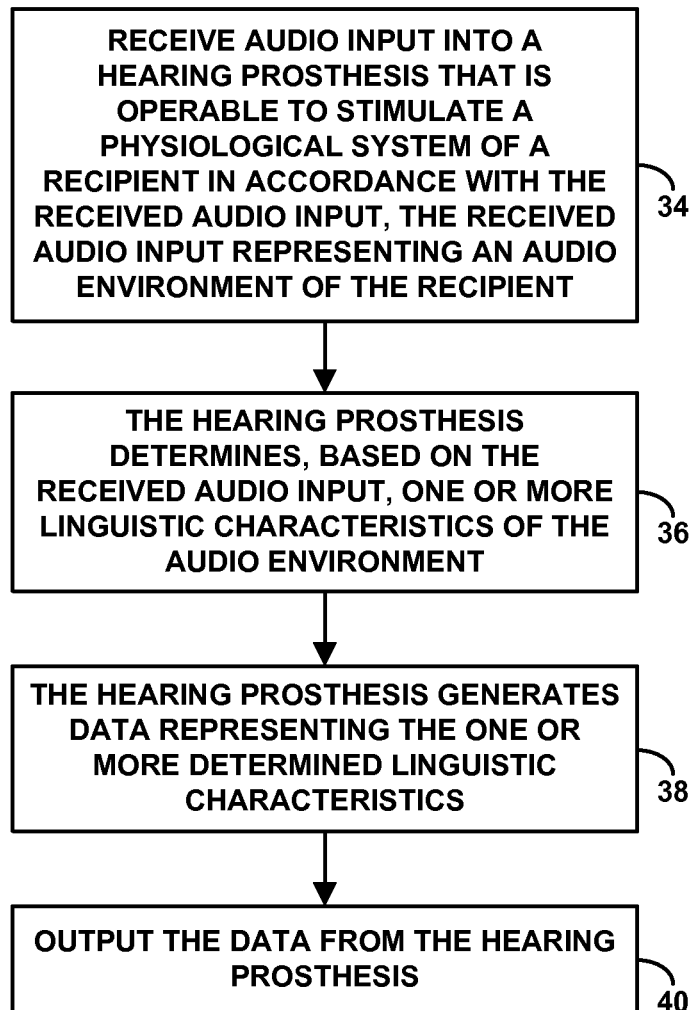 RECEIVE AUDIO INPUT INTO A
HEARING PROSTHESIS THAT IS
OPERABLE TO STIMULATE A
PHYSIOLOGICAL SYSTEM OF A
RECIPIENT IN ACCORDANCE WITH THE
RECEIVED AUDIO INPUT, THE RECEIVED
AUDIO INPUT REPRESENTING AN AUDIO
ENVIRONMENT OF THE RECIPIENT
34
THE HEARING PROSTHESIS
DETERMINES, BASED ON THE
RECEIVED AUDIO INPUT, ONE OR MORE
LINGUISTIC CHARACTERISTICS OF THE
AUDIO ENVIRONMENT
36
THE HEARING PROSTHESIS GENERATES
DATA REPRESENTING THE ONE OR
MORE DETERMINED LINGUISTIC
CHARACTERISTICS
38
OUTPUT THE DATA FROM THE HEARING
PROSTHESIS
40